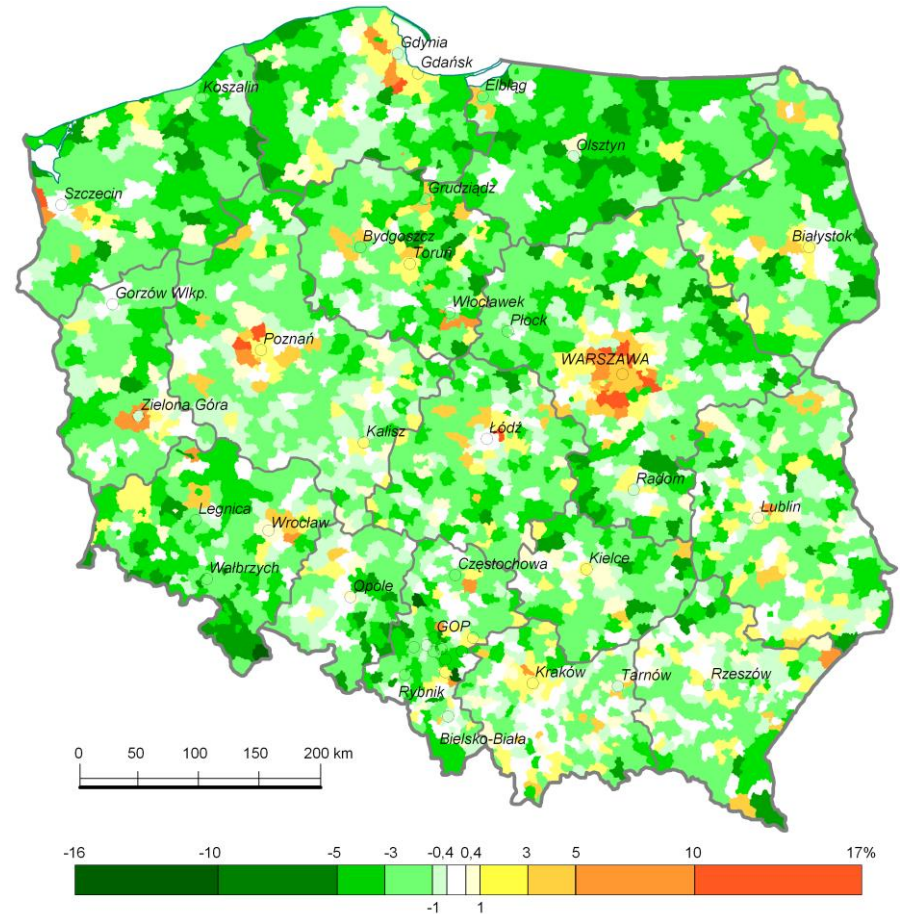 Gdynia
Gdańsk
Koszalin
Elbląg
Olsztyn
Szczecin
Grudziądz
Bydgoszcz
Toruń
Białystok
Gorzów Wlkp.
Włocławek
Płock
Poznań
WARSZAWA
Zielona Góra
Kalisz
Łódź
Radom
Legnica
Lublin
Wrocław
Wałbrzych
Częstochowa
Kielce
Opole
GOP
Kraków
Tarnów
Rzeszów
Rybnik
Bielsko-Biała
0 50 100 150 200 km
-16 -10 -5 -3 -0,4 0,4 3 5 10 17%
-1 1